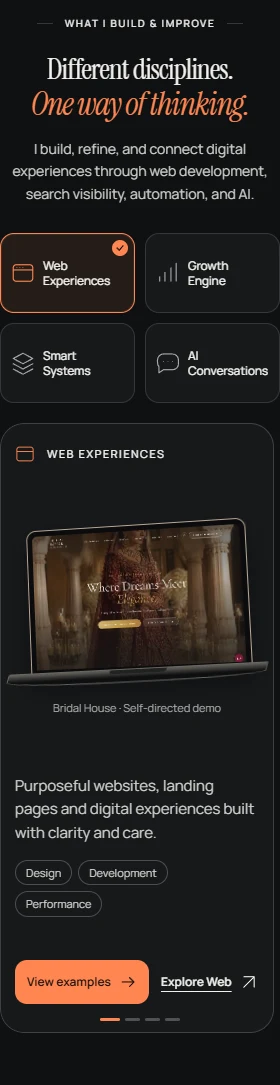 WHAT I BUILD & IMPROVE
Different disciplines.
One way of thinking.
I build, refine, and connect digital
experiences through web development,
search visibility, automation, and AI.
Web
Experiences
Growth
Engine
Smart
Systems
AI
Conversations
WEB EXPERIENCES
Where Dreams Meet
Elegance
Bridal House · Self-directed demo
Purposeful websites, landing
pages and digital experiences built
with clarity and care.
Design
Development
Performance
View examples →
Explore Web ↗